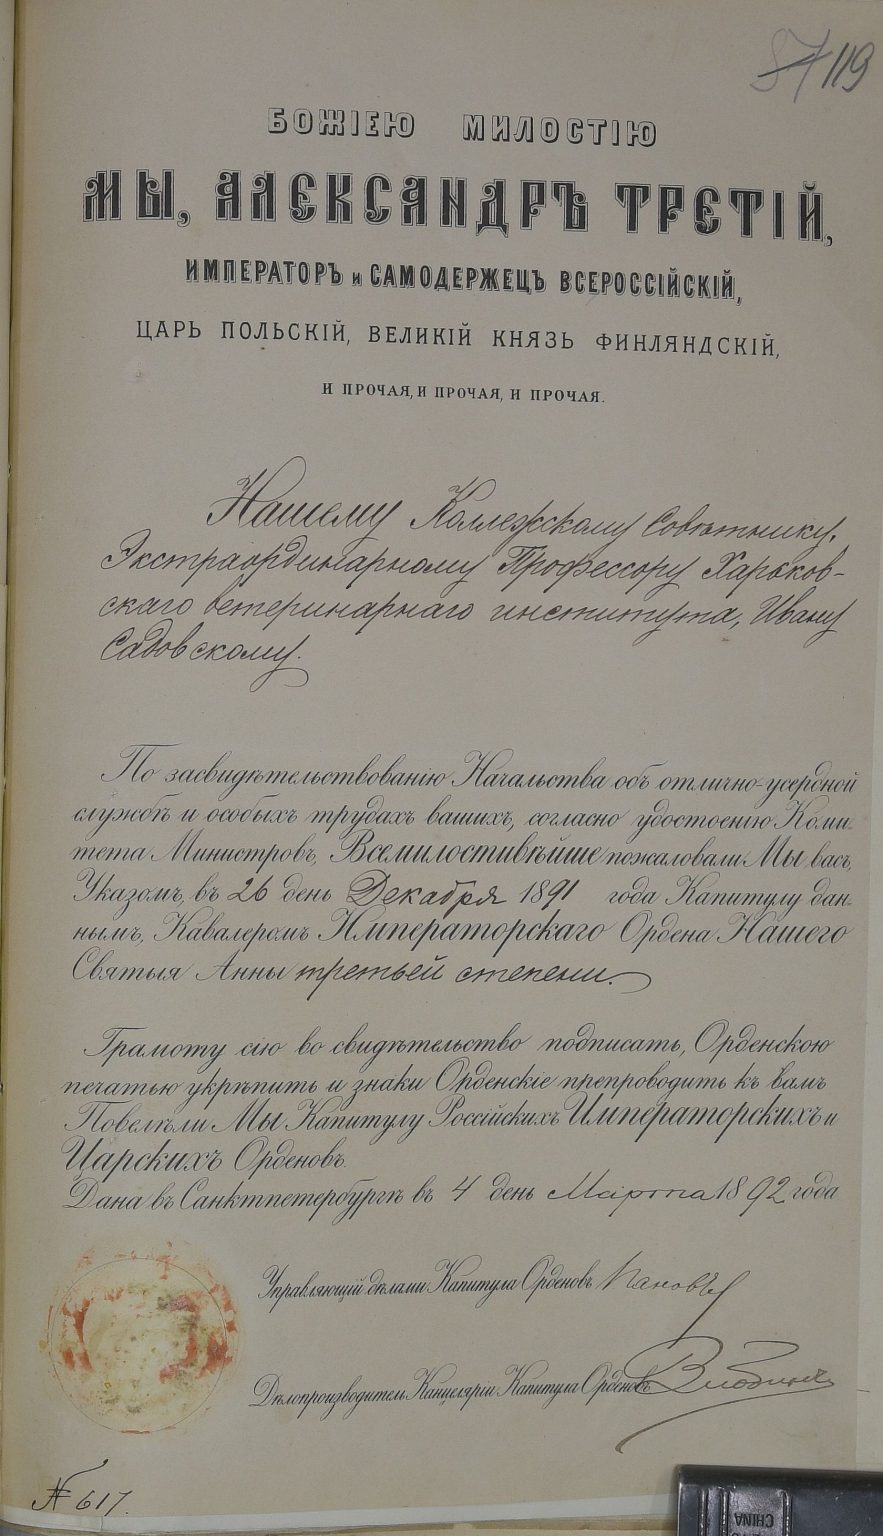 119
БОЖІЕЮ МИЛОСТІЮ
МЫ, АЛЕКСАНДРЪ ТРЕТІЙ,
ИМПЕРАТОРЪ и САМОДЕРЖЕЦЪ ВСЕРОССІЙСКІЙ,
ЦАРЬ ПОЛЬСКІЙ, ВЕЛИКІЙ КНЯЗЬ ФИНЛЯНДСКІЙ,
И ПРОЧАЯ, И ПРОЧАЯ, И ПРОЧАЯ.
Нашему Коллежскому Совѣтнику,
Экстраординарному Профессору Харьков-
скаго ветеринарнаго института, Ивану
Садовскому.
По засвидѣтельствованію Начальства объ отлично-усердной
службѣ и особыхъ трудахъ вашихъ, согласно удостоенію Коми-
тета Министровъ, Всемилостивѣйше пожаловали Мы васъ,
Указомъ, въ 26 день Декабря 1891 года Капитулу дан-
нымъ, Кавалеромъ Императорскаго Ордена Нашего
Святыя Анны третьей степени.
Грамоту сію во свидѣтельство подписать, Орденскою
печатью укрѣпить и знаки Орденскіе препроводить къ вамъ
Повелѣли Мы Капитулу Россійскихъ Императорскихъ и
Царскихъ Орденовъ.
Дана въ Санктпетербургѣ въ 4 день Марта 1892 года
Управляющій дѣлами Капитула Орденовъ Пановъ
Дѣлопроизводитель Канцеляріи Капитула Орденовъ
№ 617.
CHINA